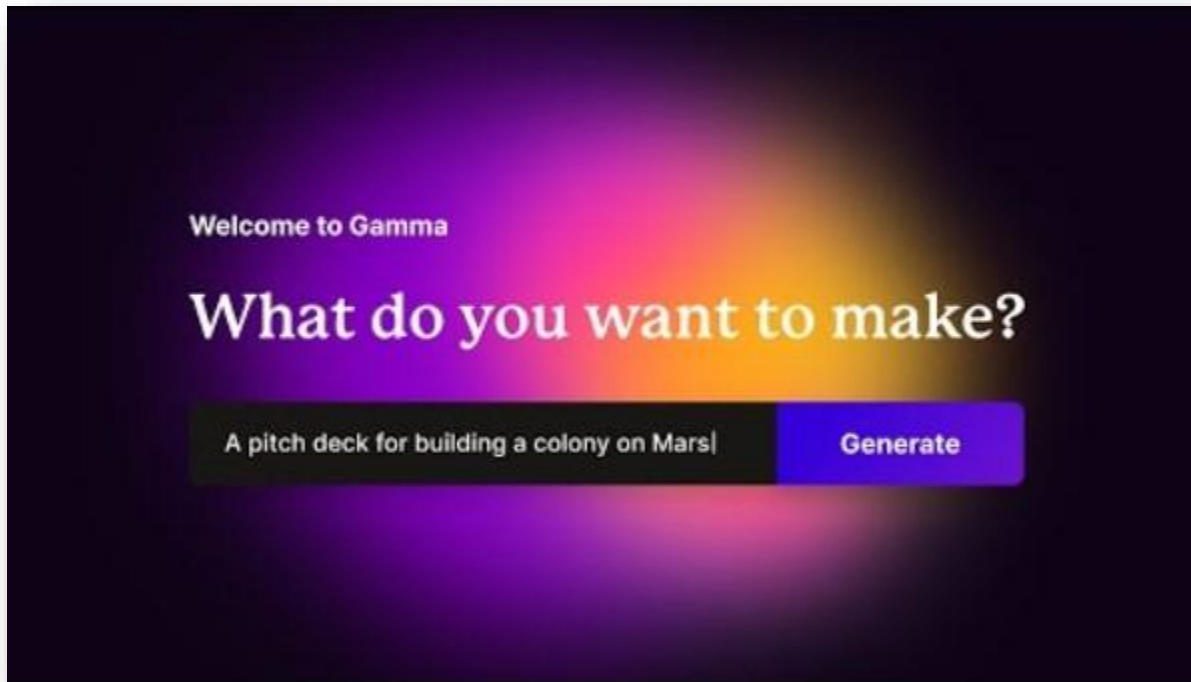 Welcome to Gamma
What do you want to make?
A pitch deck for building a colony on Mars
Generate